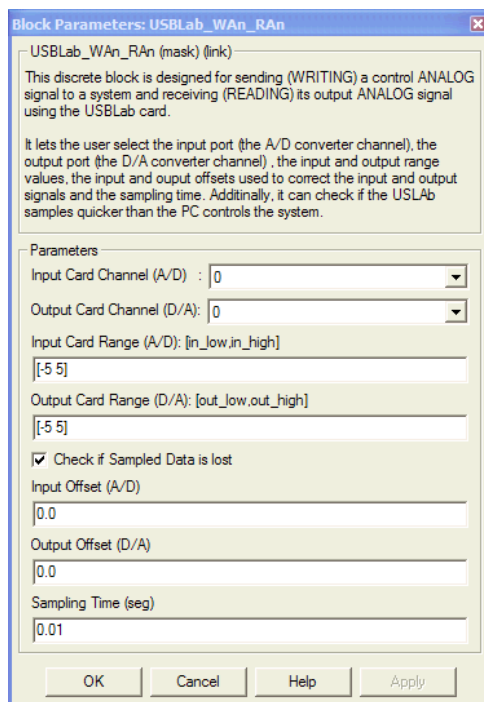 Block Parameters: USBLab_WAn_RAn
USBLab_WAn_RAn (mask) (link)
This discrete block is designed for sending (WRITING) a control ANALOG
signal to a system and receiving (READING) its output ANALOG signal
using the USBLab card.
It lets the user select the input port (the A/D converter channel), the
output port (the D/A converter channel) , the input and output range
values, the input and ouput offsets used to correct the input and output
signals and the sampling time. Additinally, it can check if the USLAb
samples quicker than the PC controls the system.
Parameters
Input Card Channel (A/D) : 0
Output Card Channel (D/A): 0
Input Card Range (A/D): [in_low,in_high]
[-5 5]
Output Card Range (D/A): [out_low,out_high]
[-5 5]
Check if Sampled Data is lost
Input Offset (A/D)
0.0
Output Offset (D/A)
0.0
Sampling Time (seg)
0.01
OK Cancel Help Apply